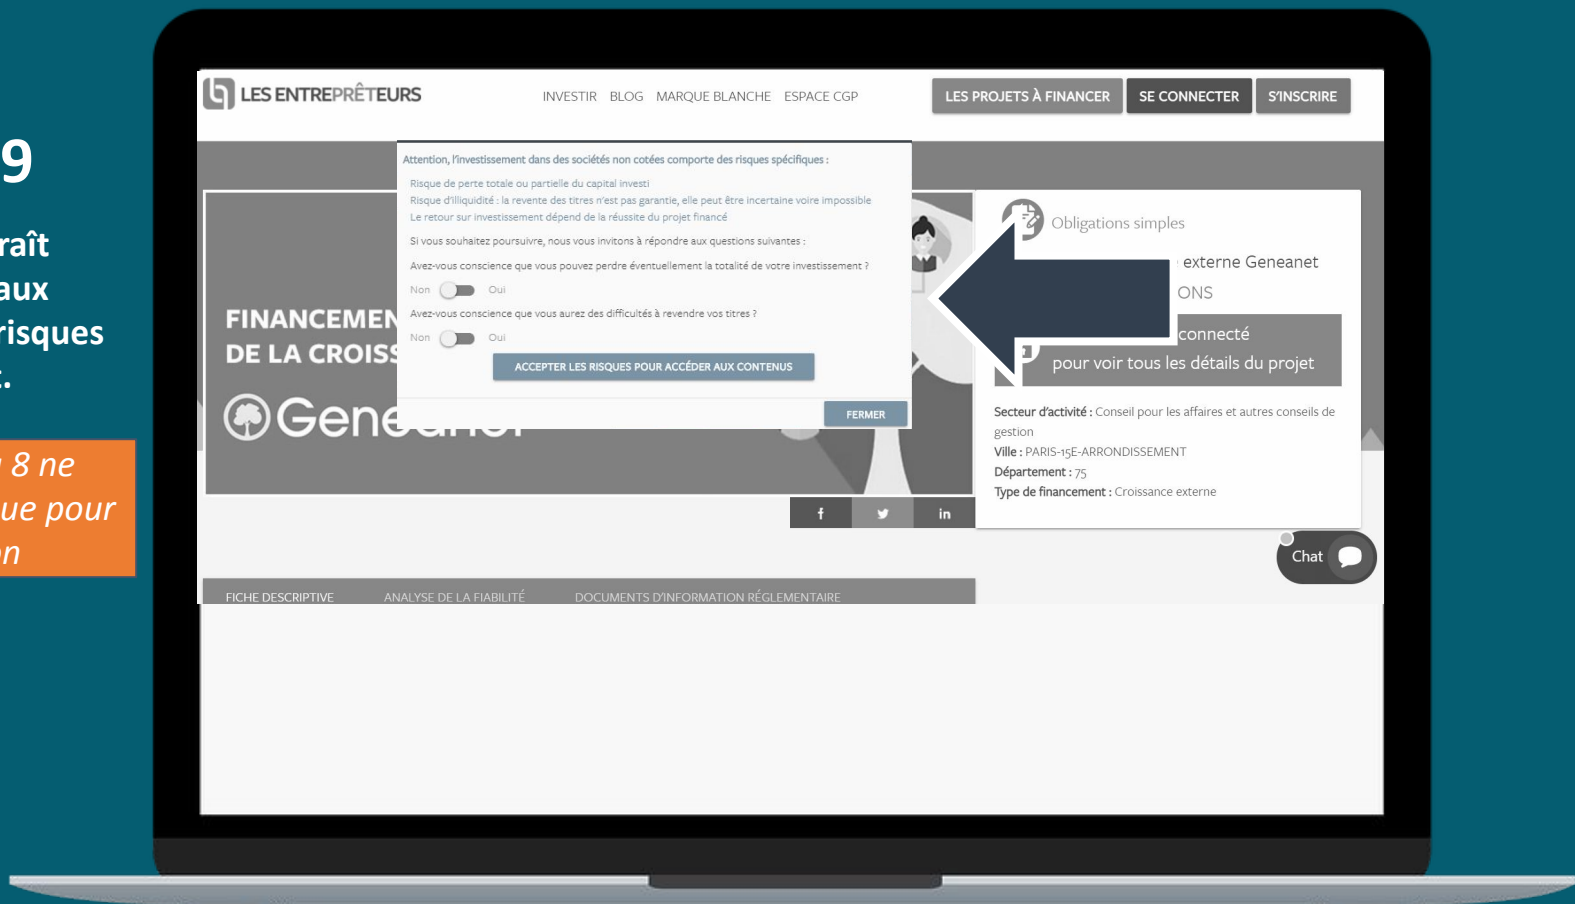 9
raît
aux
risques
t.
8 ne
ue pour
on
LES ENTREPRÊTEURS
INVESTIR BLOG MARQUE BLANCHE ESPACE CGP
LES PROJETS À FINANCER SE CONNECTER S'INSCRIRE
Attention, l'investissement dans des sociétés non cotées comporte des risques spécifiques :
Risque de perte totale ou partielle du capital investi
Risque d'illiquidité : la revente des titres n'est pas garantie, elle peut être incertaine voire impossible
Le retour sur investissement dépend de la réussite du projet financé
Si vous souhaitez poursuivre, nous vous invitons à répondre aux questions suivantes :
Avez-vous conscience que vous pouvez perdre éventuellement la totalité de votre investissement ?
Non Oui
Avez-vous conscience que vous aurez des difficultés à revendre vos titres ?
Non Oui
ACCEPTER LES RISQUES POUR ACCÉDER AUX CONTENUS
FERMER
FINANCEMEN
DE LA CROISS
Geneanet
f in
Obligations simples
externe Geneanet
ONS
connecté
pour voir tous les détails du projet
Secteur d'activité : Conseil pour les affaires et autres conseils de
gestion
Ville : PARIS-15E-ARRONDISSEMENT
Département : 75
Type de financement : Croissance externe
Chat
FICHE DESCRIPTIVE ANALYSE DE LA FIABILITÉ DOCUMENTS D'INFORMATION RÉGLEMENTAIRE